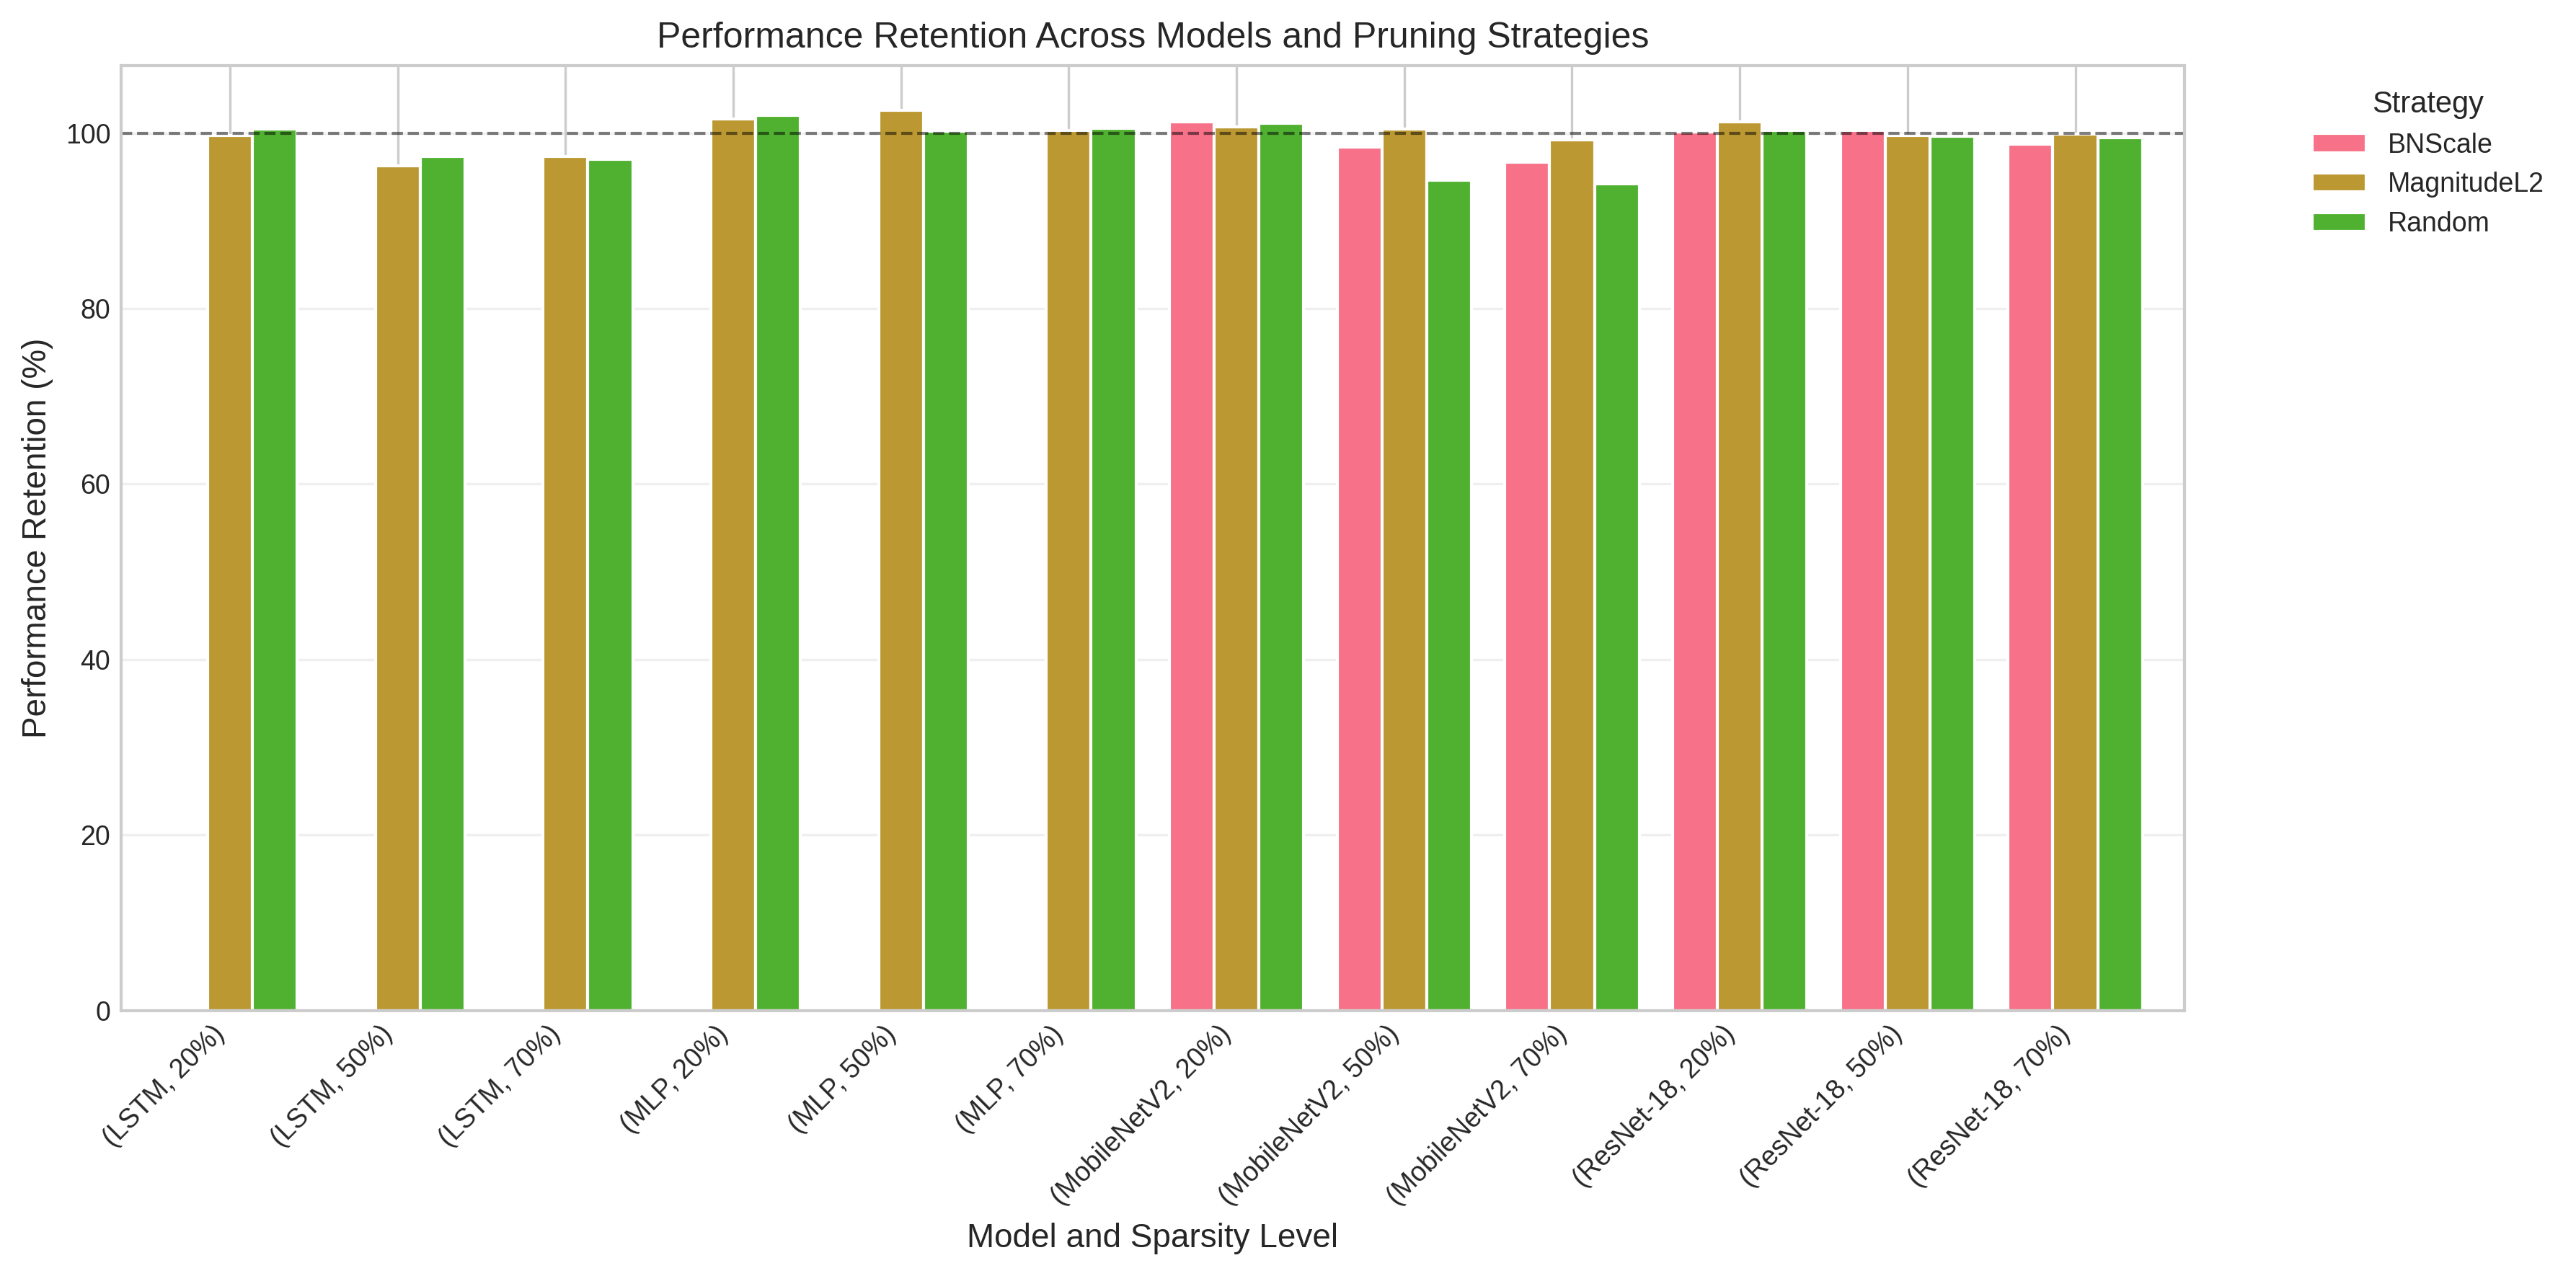 Performance Retention Across Models and Pruning Strategies
Performance Retention (%)
100
80
60
40
20
0
(LSTM, 20%)
(LSTM, 50%)
(LSTM, 70%)
(MLP, 20%)
(MLP, 50%)
(MLP, 70%)
(MobileNetV2, 20%)
(MobileNetV2, 50%)
(MobileNetV2, 70%)
(ResNet-18, 20%)
(ResNet-18, 50%)
(ResNet-18, 70%)
Model and Sparsity Level
Strategy
BNScale
MagnitudeL2
Random